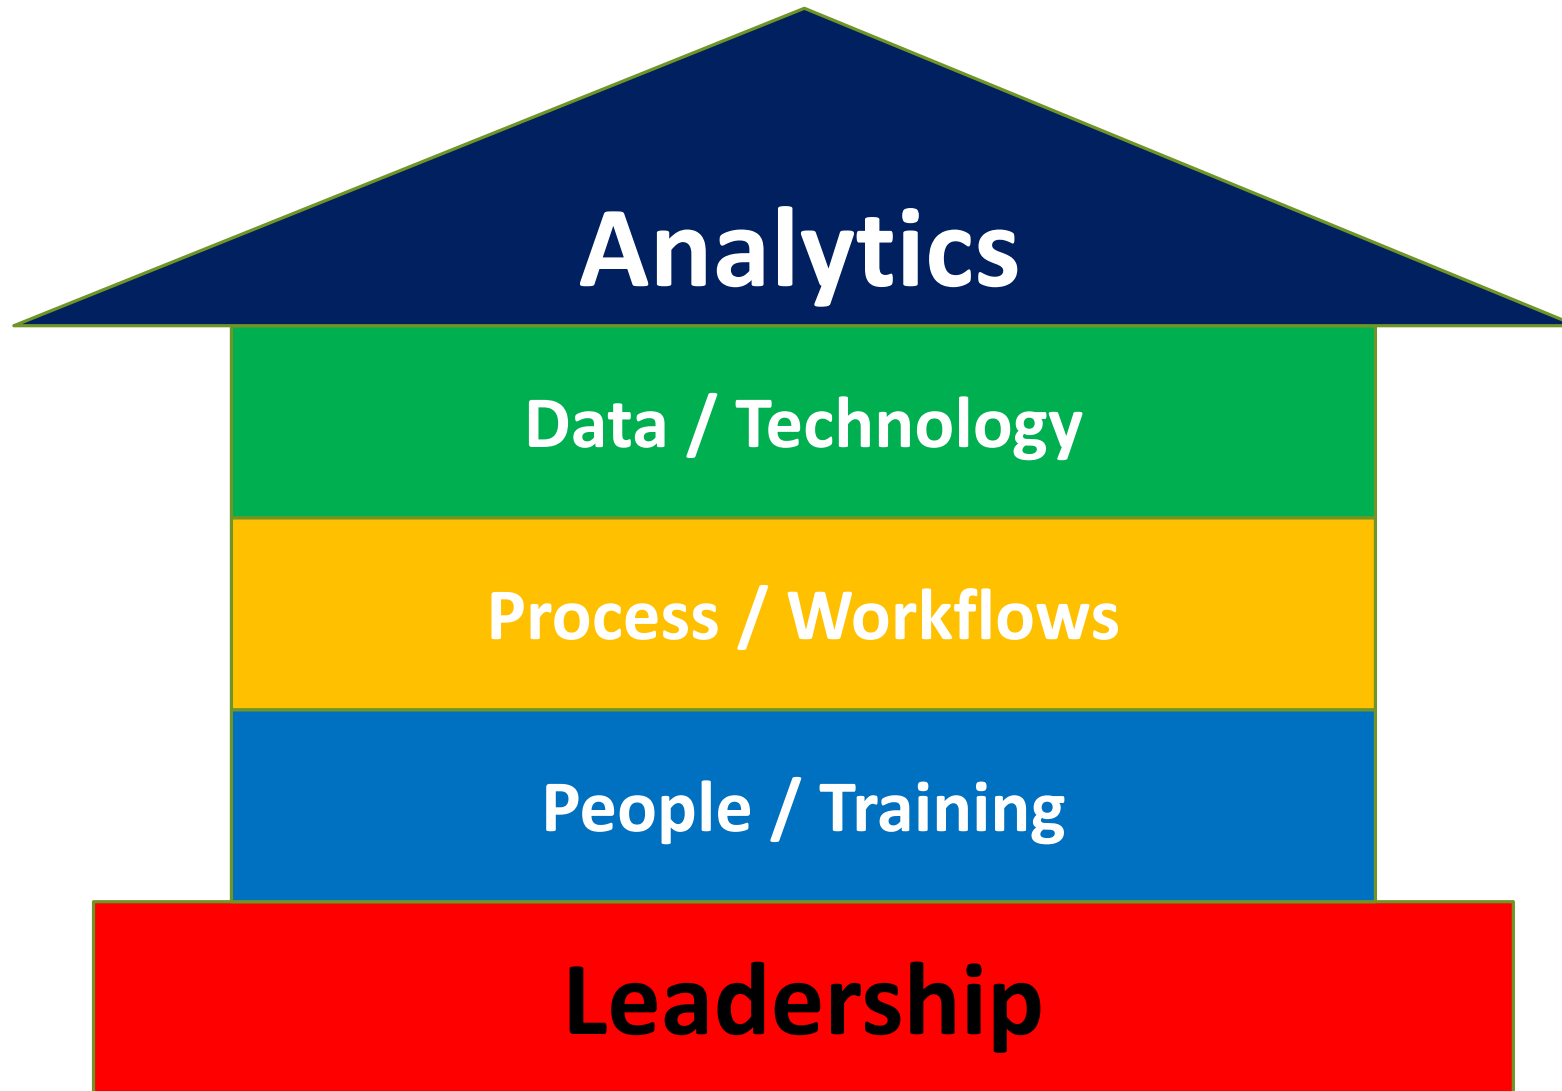 Analytics
Data / Technology
Process / Workflows
People / Training
Leadership